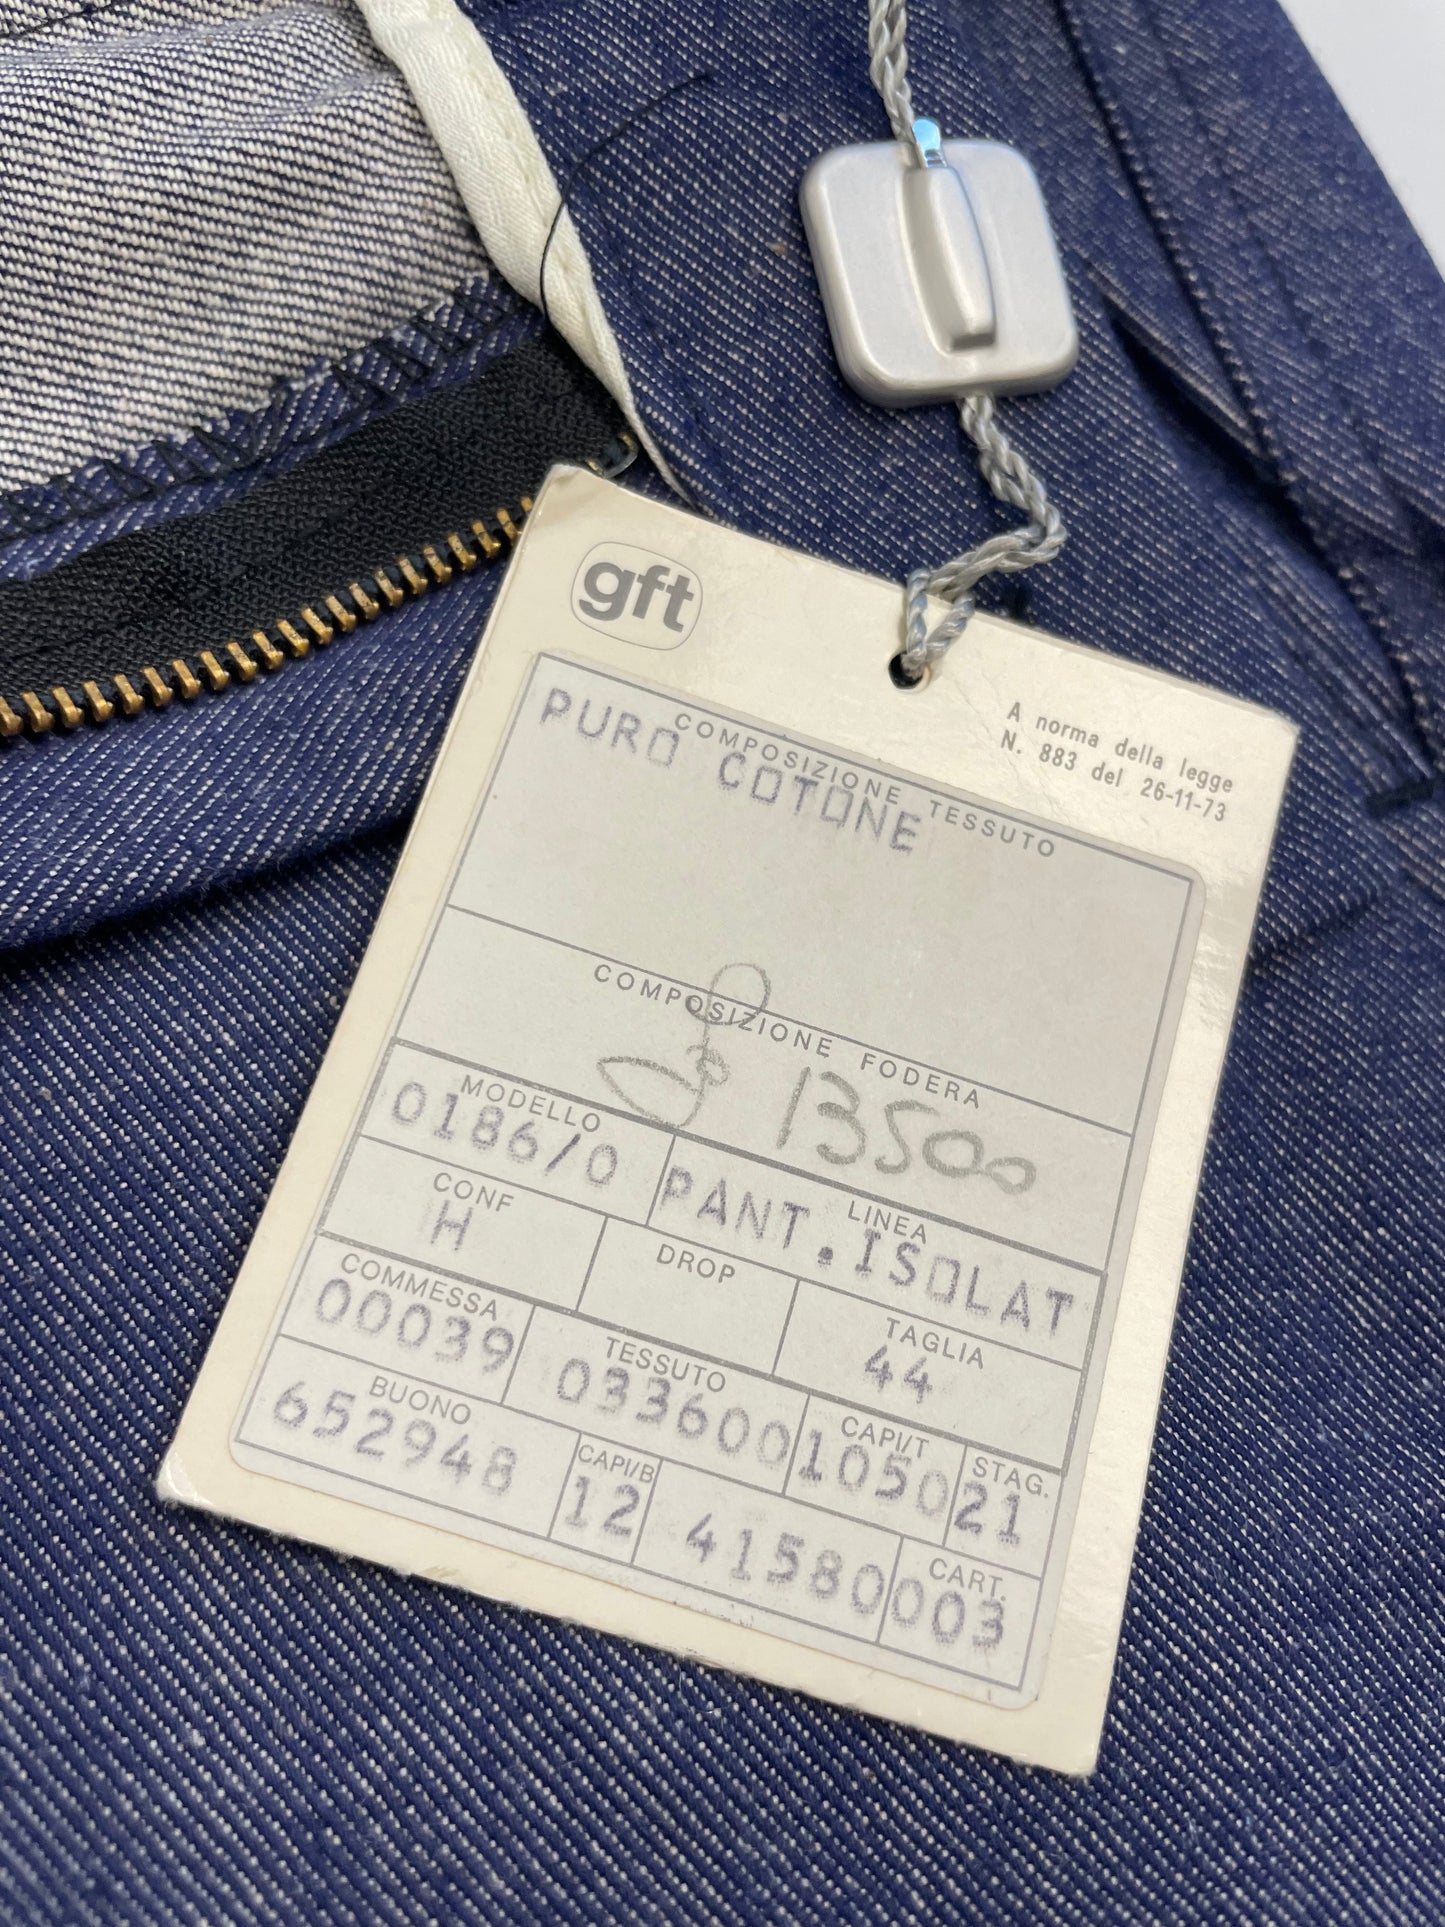 gft
A norma della legge
N. 883 del 26-11-73
COMPOSIZIONE TESSUTO
PURO COTONE
COMPOSIZIONE FODERA
13500
MODELLO
0186/0
LINEA
PANT.ISOLAT
CONF
H
DROP
TAGLIA
44
COMMESSA
00039
TESSUTO
033600
CAPI/T
1050
STAG.
21
BUONO
652948
CAPI/B
12
41580
CART.
003